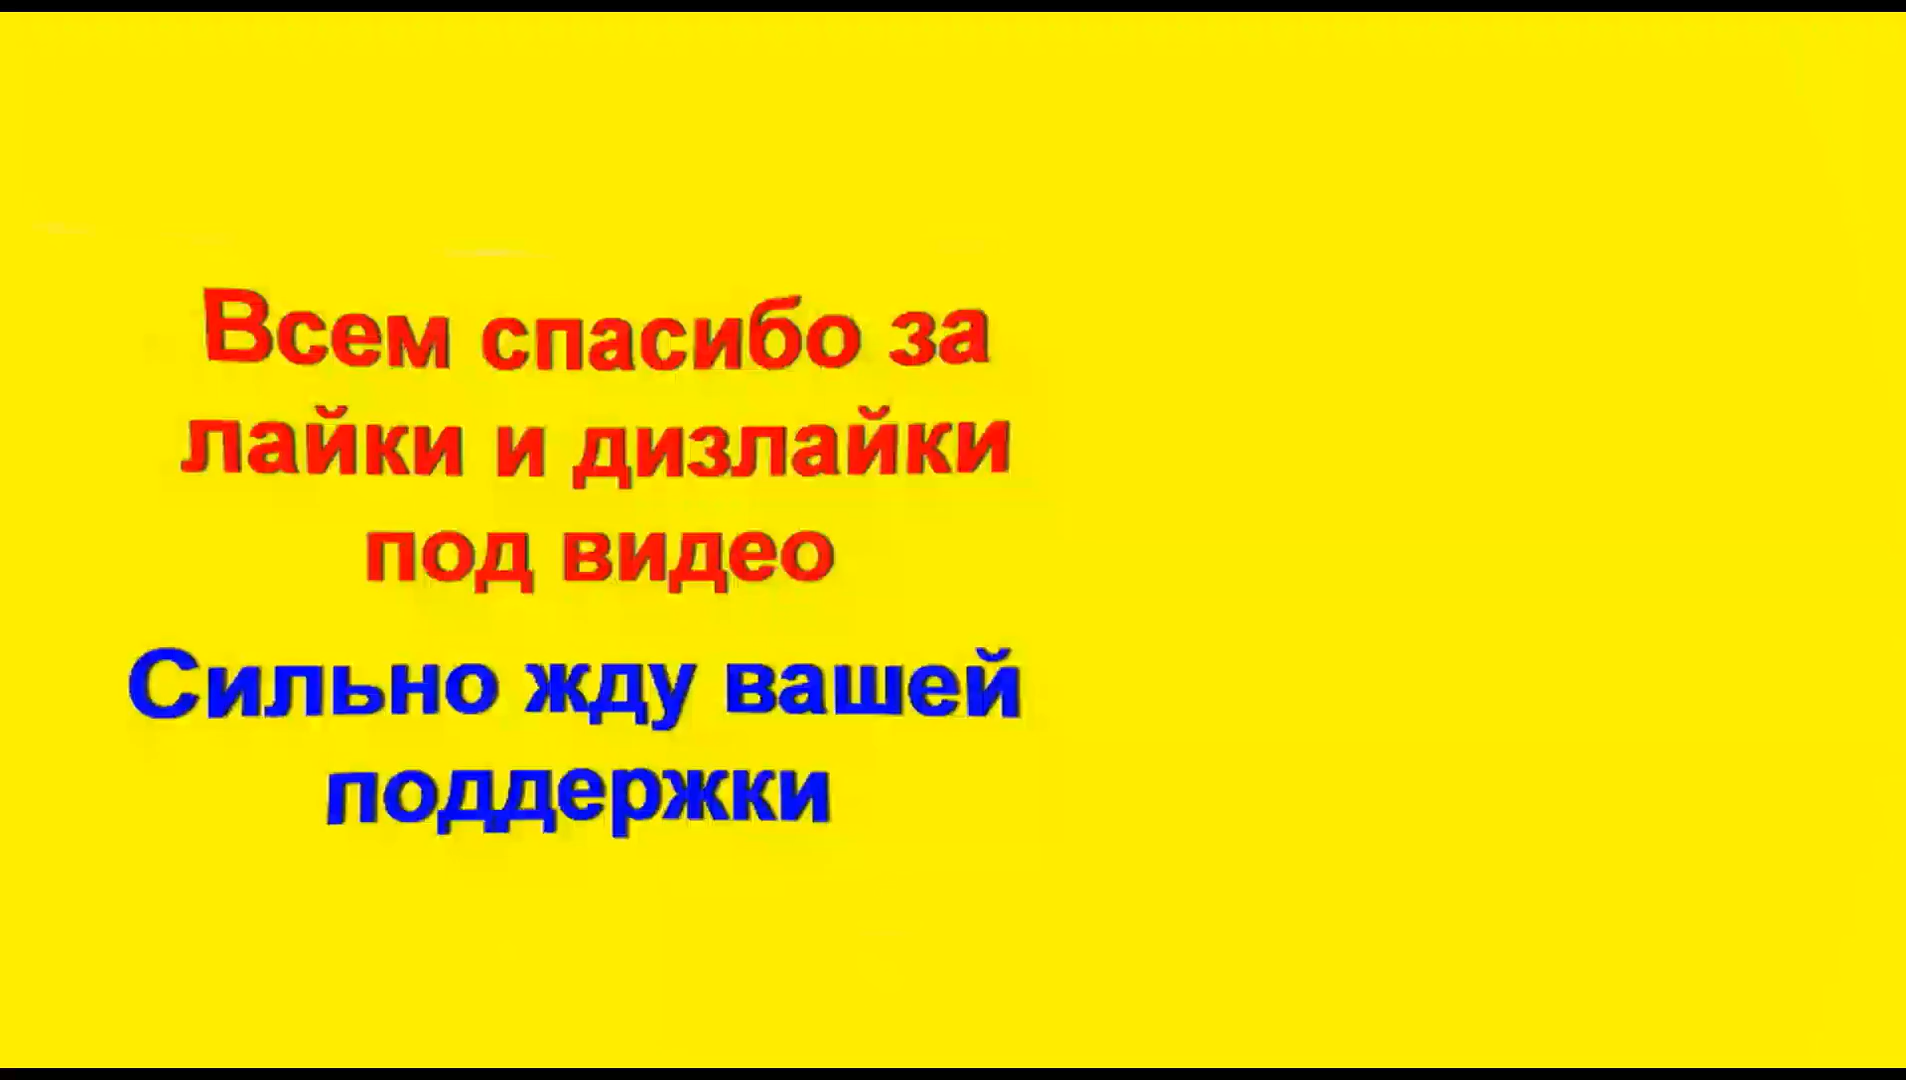 Всем спасибо за
лайки и дизлайки
под видео
Сильно жду вашей
поддержки